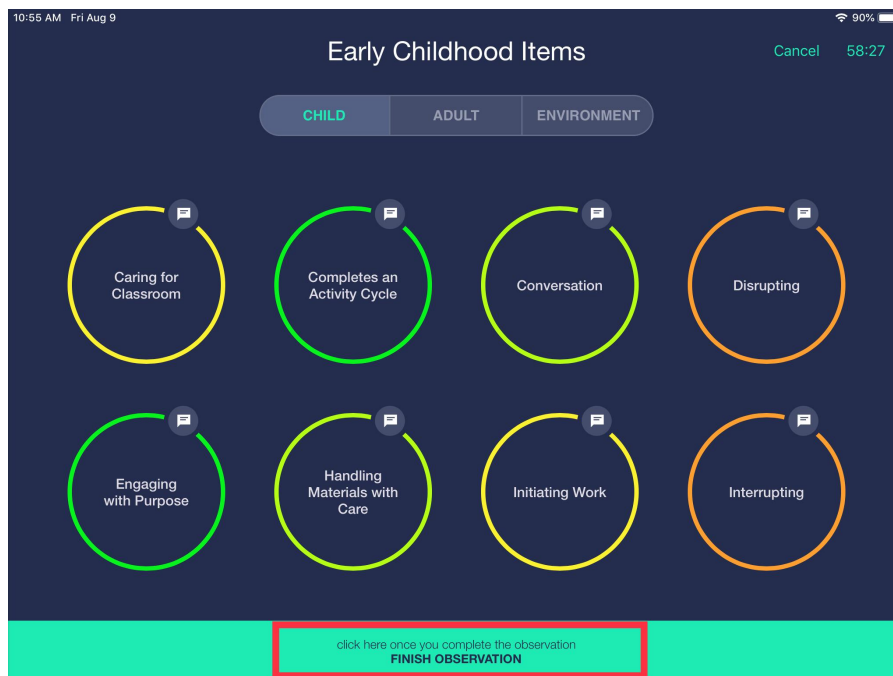 10:55 AM Fri Aug 9
90%
Early Childhood Items
Cancel
58:27
CHILD
ADULT
ENVIRONMENT
Caring for
Classroom
Completes an
Activity Cycle
Conversation
Disrupting
Engaging
with Purpose
Handling
Materials with
Care
Initiating Work
Interrupting
click here once you complete the observation
FINISH OBSERVATION